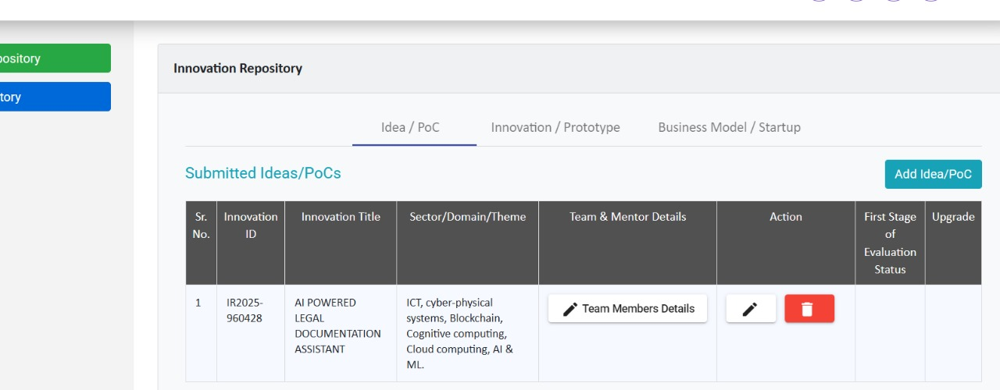 pository
tory
Innovation Repository
Idea / PoC
Innovation / Prototype
Business Model / Startup
Submitted Ideas/PoCs
Add Idea/PoC
Sr.
No.
Innovation
ID
Innovation Title
Sector/Domain/Theme
Team & Mentor Details
Action
First Stage
of
Evaluation
Status
Upgrade
1
IR2025-
960428
AI POWERED
LEGAL
DOCUMENTATION
ASSISTANT
ICT, cyber-physical
systems, Blockchain,
Cognitive computing,
Cloud computing, AI &
ML.
Team Members Details